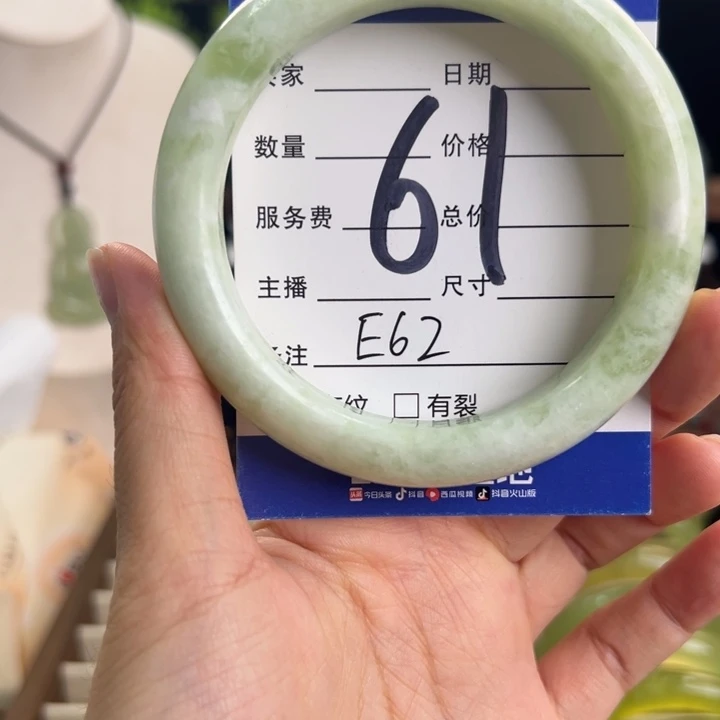 家 日期
61
数量 价格
服务费 总价
主播 尺寸
注 E62
纹 □ 有裂
今日头条 抖音 西瓜视频 抖音火山版